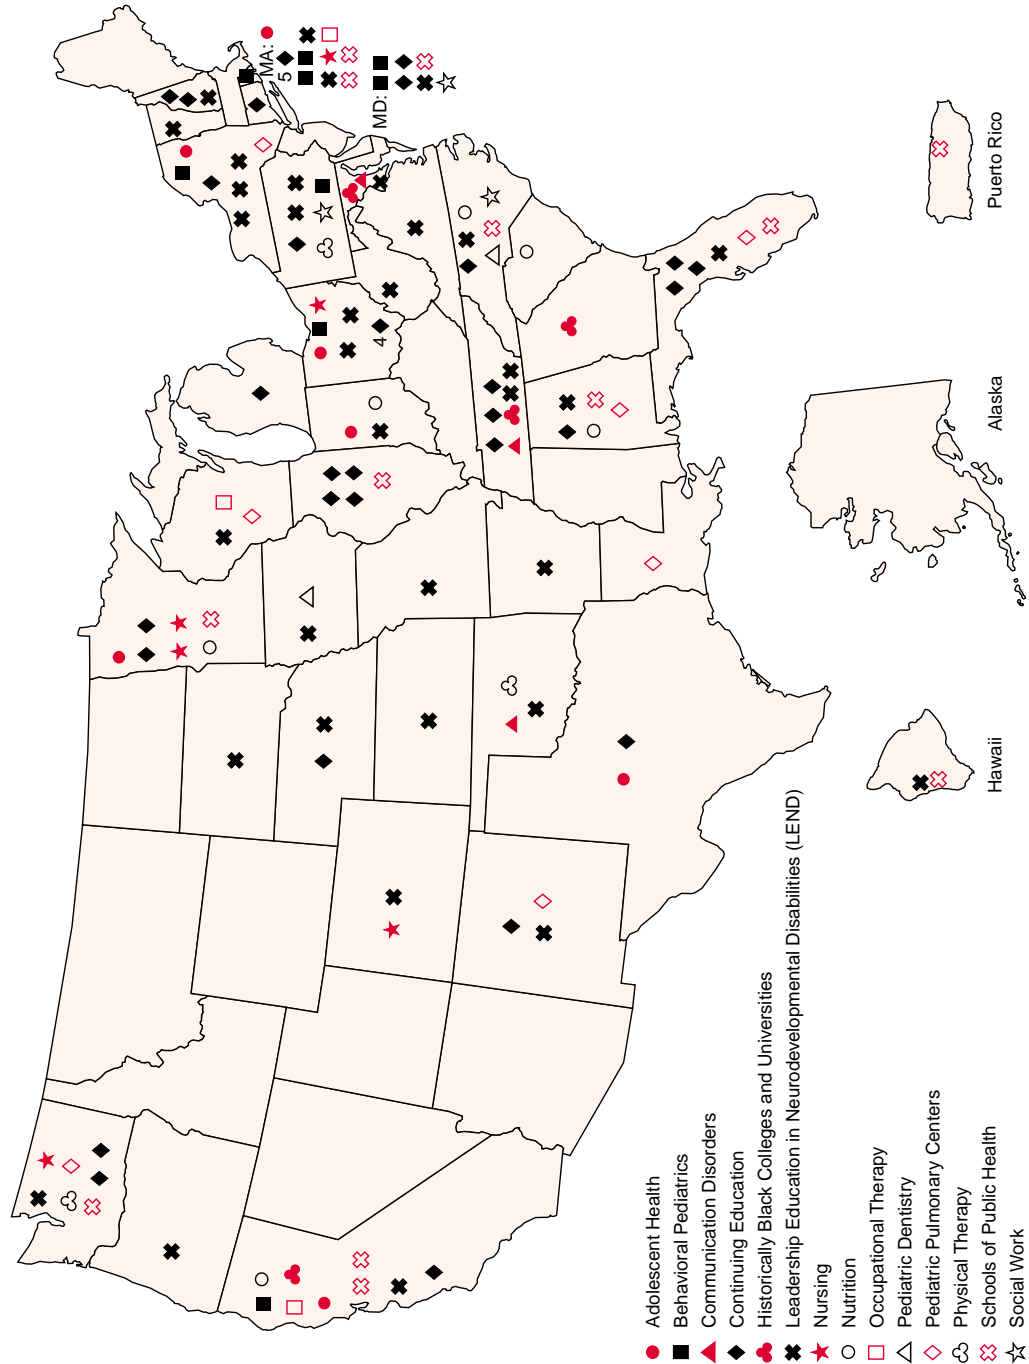 MA:
5
MD:
4
Puerto Rico
Alaska
Hawaii
Adolescent Health
Behavioral Pediatrics
Communication Disorders
Continuing Education
Historically Black Colleges and Universities
Leadership Education in Neurodevelopmental Disabilities (LEND)
Nursing
Nutrition
Occupational Therapy
Pediatric Dentistry
Pediatric Pulmonary Centers
Physical Therapy
Schools of Public Health
Social Work